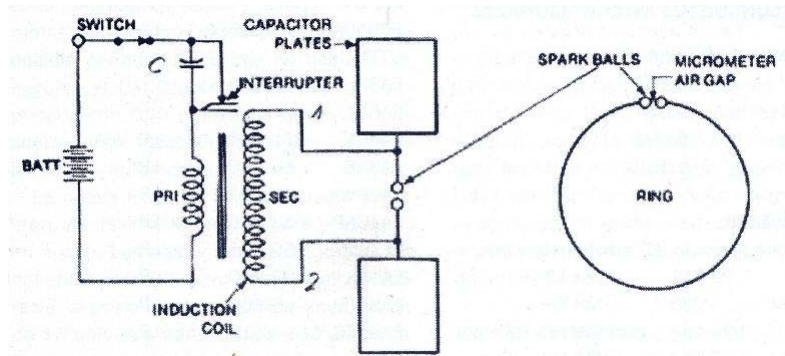 SWITCH
CAPACITOR
PLATES
SPARK BALLS
MICROMETER
AIR GAP
C
INTERRUPTER
1
BATT
PRI
SEC
RING
2
INDUCTION
COIL